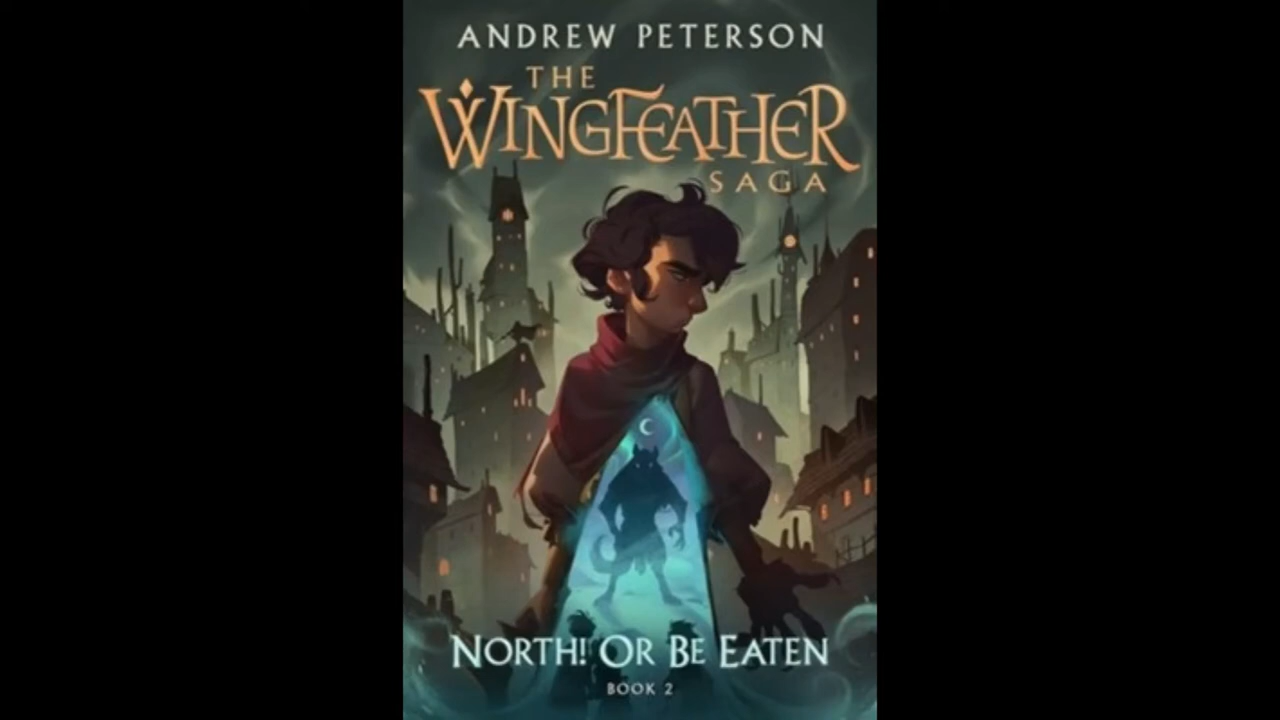 ANDREW PETERSON
THE
WINGFEATHER
SAGA
NORTH! OR BE EATEN
BOOK 2